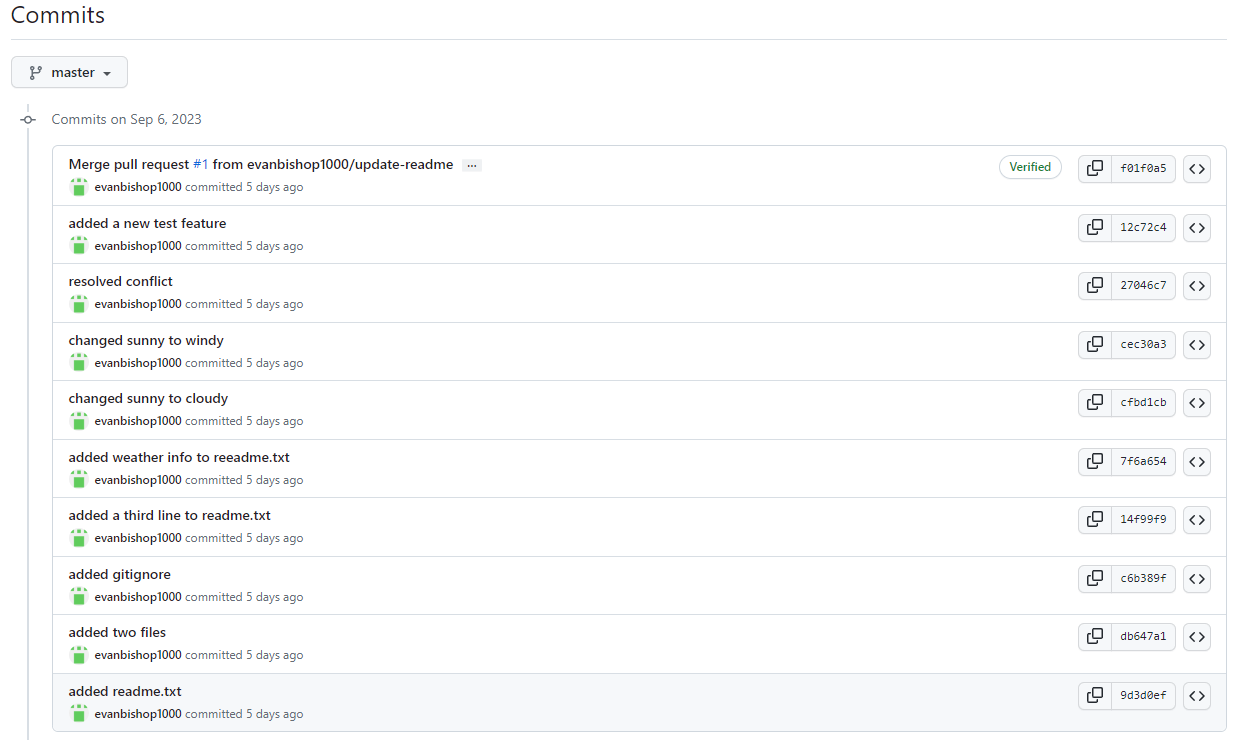 Commits
master
Commits on Sep 6, 2023
Merge pull request #1 from evanbishop1000/update-readme ...
Verified
f01f0a5
evanbishop1000 committed 5 days ago
added a new test feature
12c72c4
evanbishop1000 committed 5 days ago
resolved conflict
27046c7
evanbishop1000 committed 5 days ago
changed sunny to windy
cec30a3
evanbishop1000 committed 5 days ago
changed sunny to cloudy
cfbd1cb
evanbishop1000 committed 5 days ago
added weather info to reeadme.txt
7f6a654
evanbishop1000 committed 5 days ago
added a third line to readme.txt
14f99f9
evanbishop1000 committed 5 days ago
added gitignore
c6b389f
evanbishop1000 committed 5 days ago
added two files
db647a1
evanbishop1000 committed 5 days ago
added readme.txt
9d3d0ef
evanbishop1000 committed 5 days ago